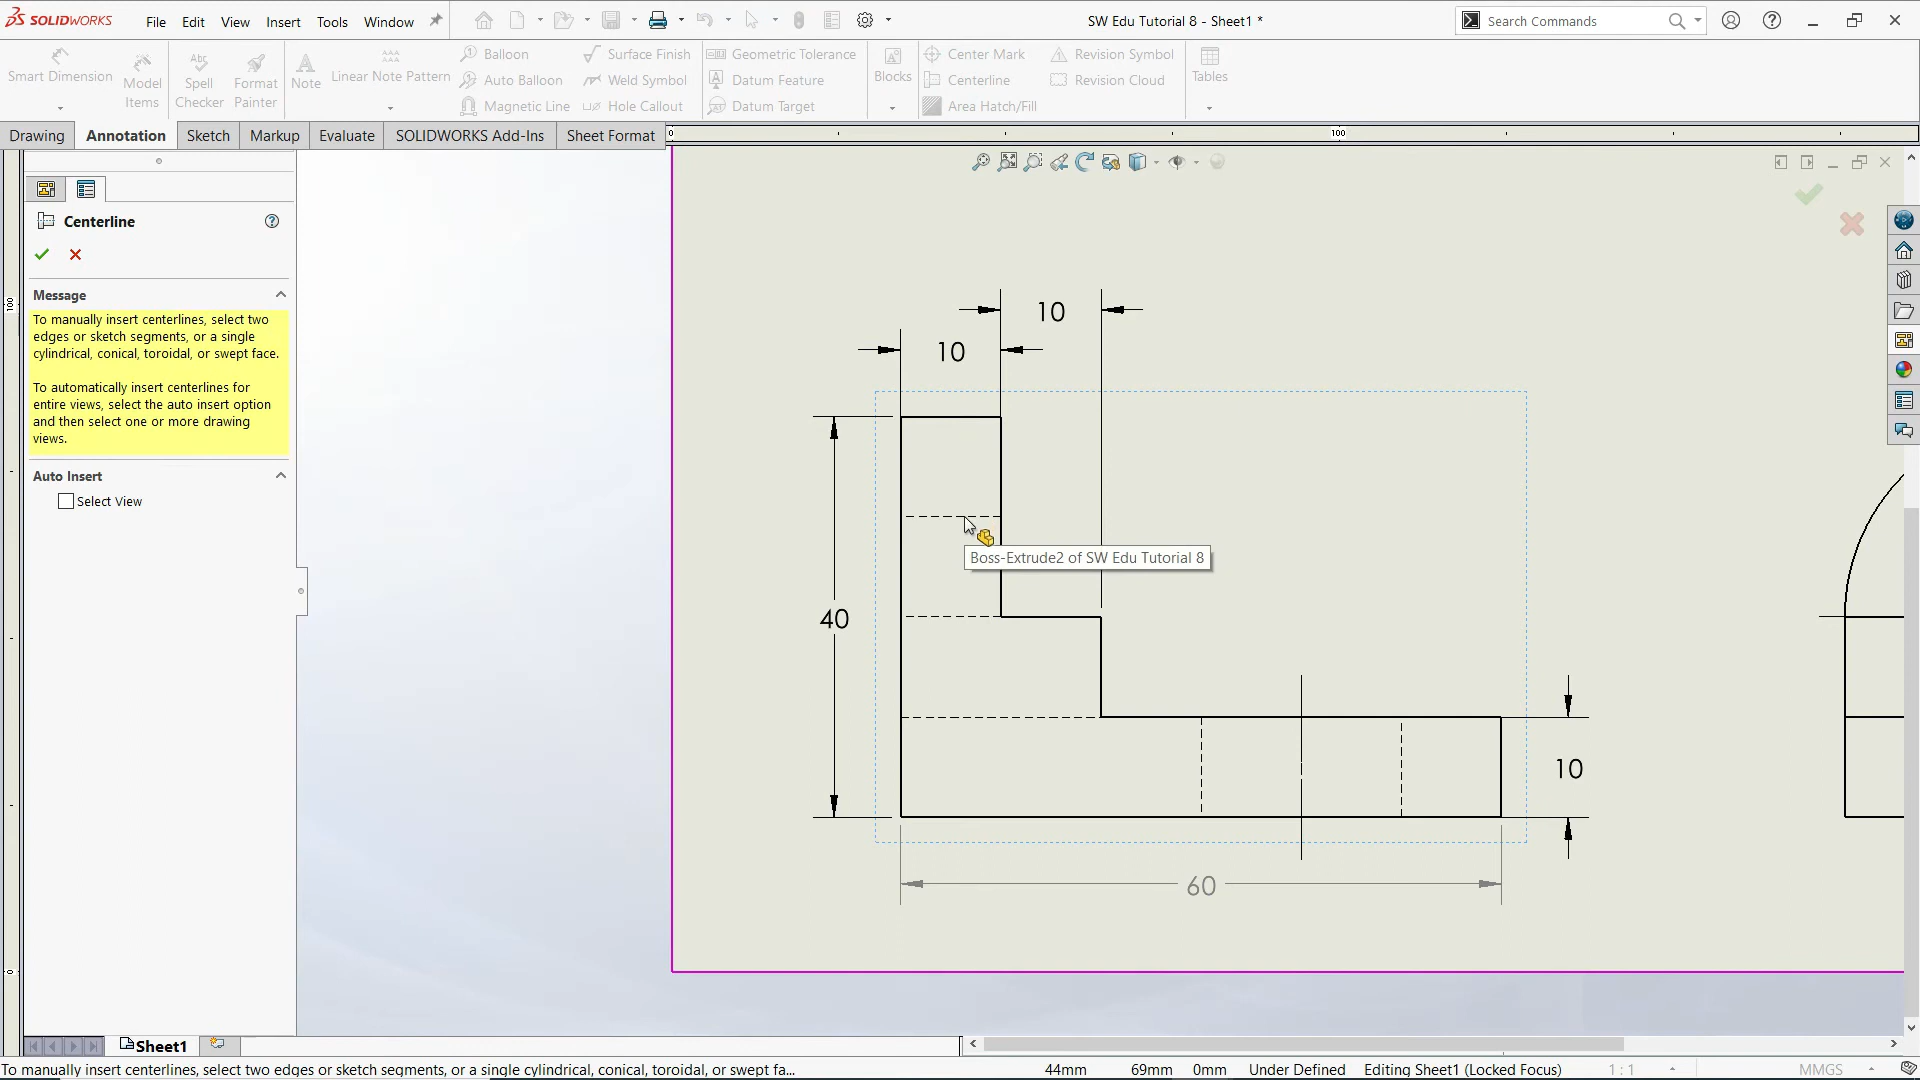 SOLIDWORKS File Edit View Insert Tools Window SW Edu Tutorial 8 - Sheet1 * Search Commands
Smart Dimension
Model Items
Spell Checker
Format Painter
Note
Linear Note Pattern
Balloon
Auto Balloon
Magnetic Line
Surface Finish
Weld Symbol
Hole Callout
Geometric Tolerance
Datum Feature
Datum Target
Blocks
Center Mark
Centerline
Area Hatch/Fill
Revision Symbol
Revision Cloud
Tables
Drawing Annotation Sketch Markup Evaluate SOLIDWORKS Add-Ins Sheet Format
0 100
Centerline
Message
To manually insert centerlines, select two
edges or sketch segments, or a single
cylindrical, conical, toroidal, or swept face.
To automatically insert centerlines for
entire views, select the auto insert option
and then select one or more drawing
views.
Auto Insert
Select View
100
0
10
10
Boss-Extrude2 of SW Edu Tutorial 8
40
10
60
Sheet1
To manually insert centerlines, select two edges or sketch segments, or a single cylindrical, conical, toroidal, or swept fa... 44mm 69mm 0mm Under Defined Editing Sheet1 (Locked Focus) 1 : 1 MMGS